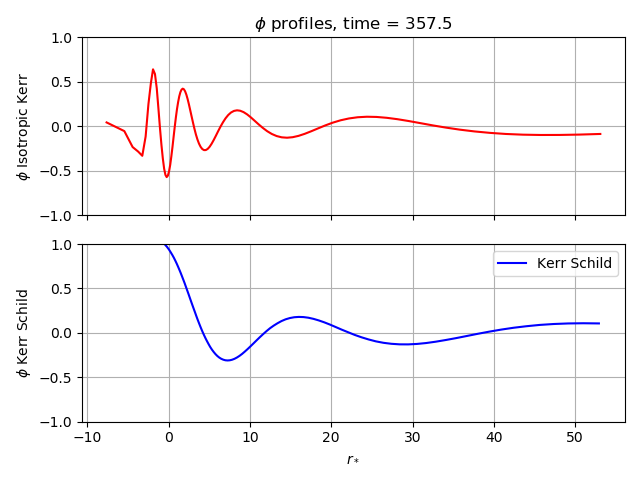 ϕ profiles, time = 357.5
1.0
0.5
0.0
−0.5
−1.0
ϕ Isotropic Kerr
1.0
0.5
0.0
−0.5
−1.0
ϕ Kerr Schild
Kerr Schild
−10 0 10 20 30 40 50
r*